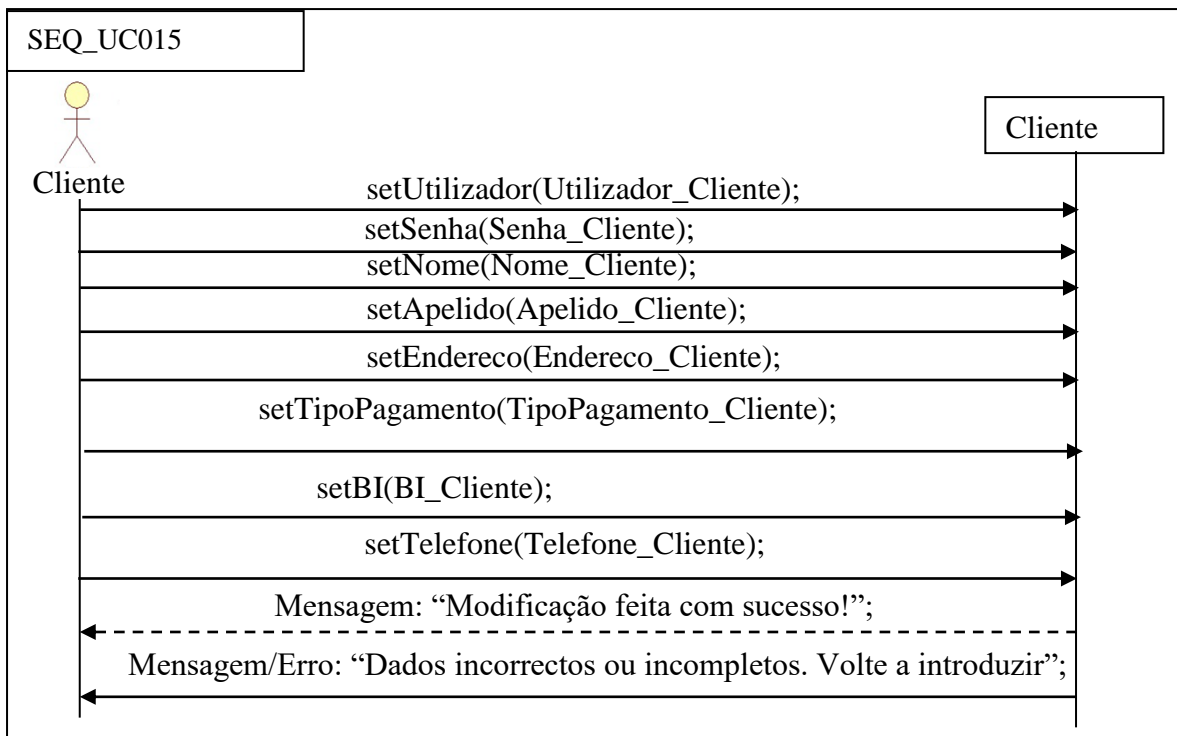 SEQ_UC015
Cliente
Cliente
setUtilizador(Utilizador_Cliente);
setSenha(Senha_Cliente);
setNome(Nome_Cliente);
setApelido(Apelido_Cliente);
setEndereco(Endereco_Cliente);
setTipoPagamento(TipoPagamento_Cliente);
setBI(BI_Cliente);
setTelefone(Telefone_Cliente);
Mensagem: “Modificação feita com sucesso!”;
Mensagem/Erro: “Dados incorrectos ou incompletos. Volte a introduzir”;